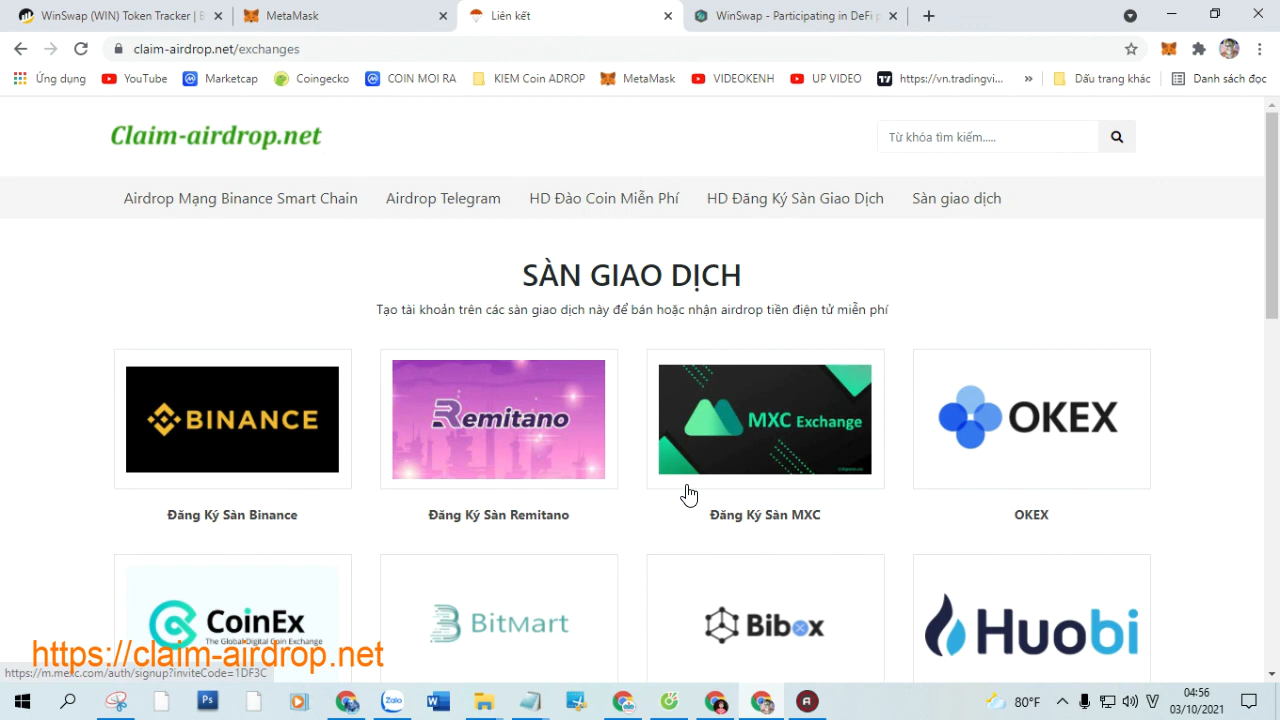 WinSwap (WIN) Token Tracker | B
MetaMask
Liên kết
WinSwap - Participating in DeFi p
claim-airdrop.net/exchanges
Ứng dụng
YouTube
Marketcap
Coingecko
COIN MOI RA
KIEM Coin ADROP
MetaMask
VIDEOKENH
UP VIDEO
https://vn.tradingvi...
»
Dấu trang khác
Danh sách đọc
Claim-airdrop.net
Từ khóa tìm kiếm.....
Airdrop Mạng Binance Smart Chain
Airdrop Telegram
HD Đào Coin Miễn Phí
HD Đăng Ký Sàn Giao Dịch
Sàn giao dịch
SÀN GIAO DỊCH
Tạo tài khoản trên các sàn giao dịch này để bán hoặc nhận airdrop tiền điện tử miễn phí
BINANCE
Remitano
MXC Exchange
OKEX
Đăng Ký Sàn Binance
Đăng Ký Sàn Remitano
Đăng Ký Sàn MXC
OKEX
CoinEx
The Global Digital Coin Exchange
BitMart
Bibox
Huobi
https://claim-airdrop.net
https://m.mexc.com/auth/signup?inviteCode=1DF3C
Ps
Zalo
W
A
80°F
V
04:56
03/10/2021